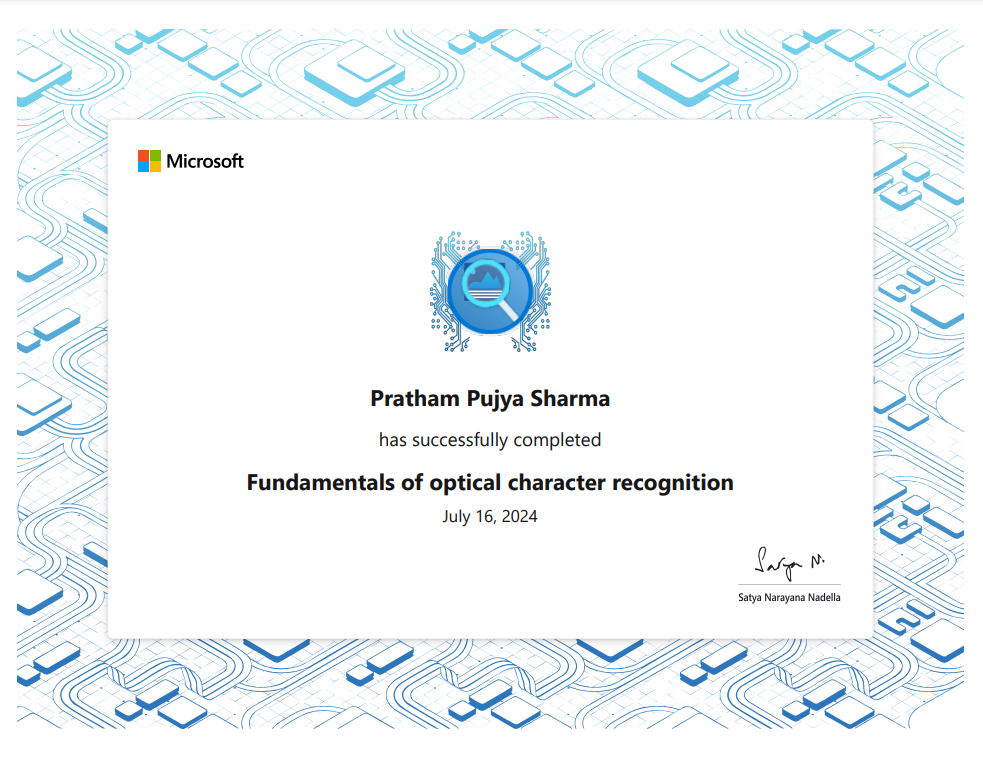 Microsoft
Pratham Pujya Sharma
has successfully completed
Fundamentals of optical character recognition
July 16, 2024
Satya N.
Satya Narayana Nadella